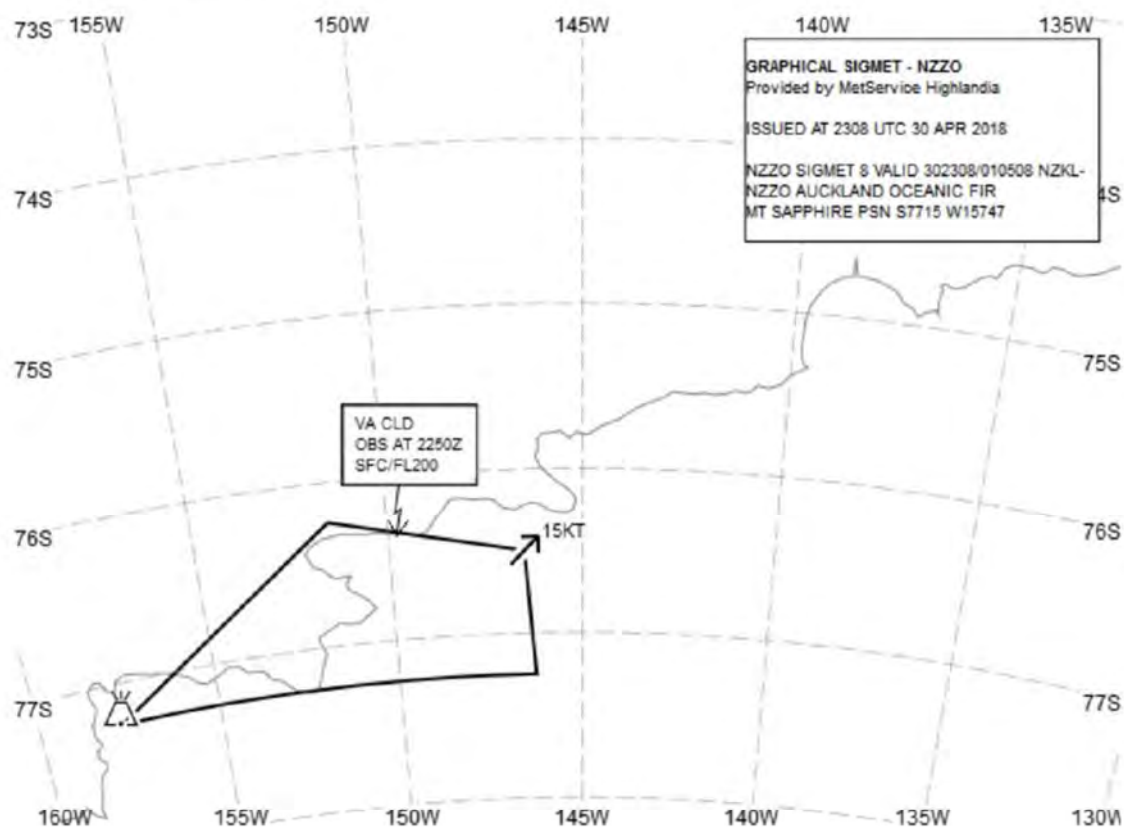 73S 155W 150W 145W 140W 135W
GRAPHICAL SIGMET - NZZO
Provided by MetService Highlandia
ISSUED AT 2308 UTC 30 APR 2018
NZZO SIGMET 8 VALID 302308/010508 NZKL-
NZZO AUCKLAND OCEANIC FIR
MT SAPPHIRE PSN S7715 W15747
74S 4S
75S 75S
VA CLD
OBS AT 2250Z
SFC/FL200
76S 15KT 76S
77S 77S
160W 155W 150W 145W 140W 135W 130W